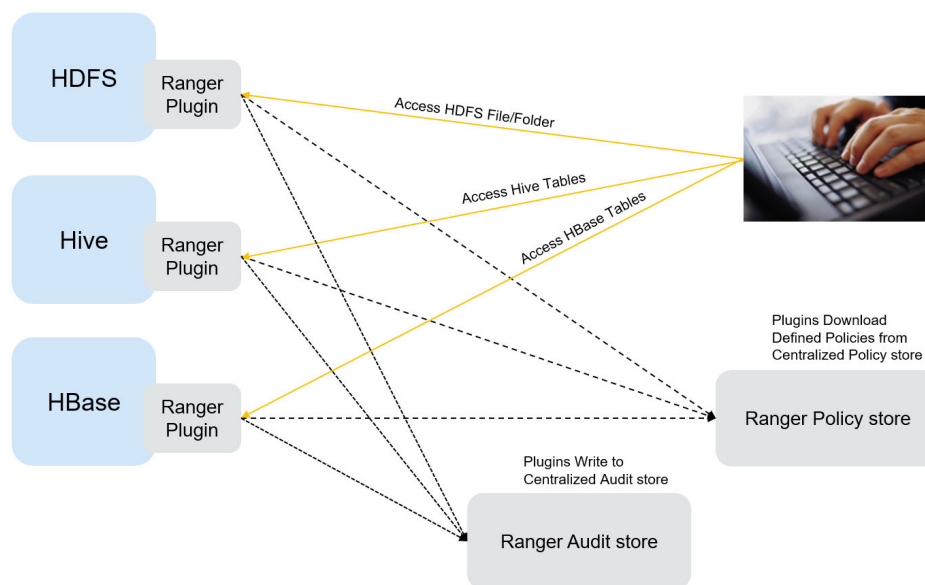 HDFS
Ranger
Plugin
Access HDFS File/Folder
Hive
Ranger
Plugin
Access Hive Tables
Access HBase Tables
HBase
Ranger
Plugin
Plugins Download
Defined Policies from
Centralized Policy store
Ranger Policy store
Plugins Write to
Centralized Audit store
Ranger Audit store